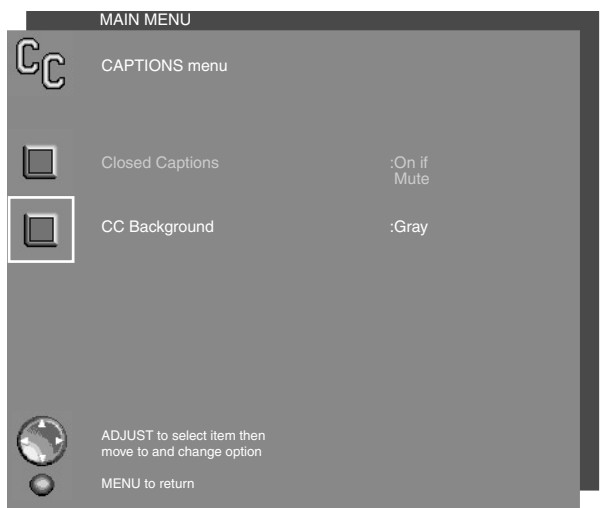 MAIN MENU
CC
CAPTIONS menu
Closed Captions :On if
Mute
CC Background :Gray
ADJUST to select item then
move to and change option
MENU to return